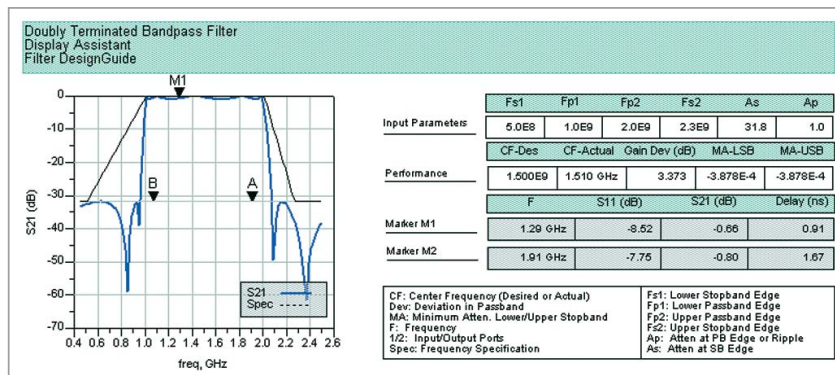 Doubly Terminated Bandpass Filter
Display Assistant
Filter DesignGuide
M1
0
-10
-20
-30
-40
-50
-60
-70
S21 (dB)
B
A
S21
Spec
0.4 0.6 0.8 1.0 1.2 1.4 1.6 1.8 2.0 2.2 2.4 2.6
freq, GHz
Fs1 Fp1 Fp2 Fs2 As Ap
Input Parameters
5.0E8 1.0E9 2.0E9 2.3E9 31.8 1.0
CF-Des CF-Actual Gain Dev (dB) MA-LSB MA-USB
Performance
1.500E9 1.510 GHz 3.373 -3.878E-4 -3.878E-4
F S11 (dB) S21 (dB) Delay (ns)
Marker M1
1.29 GHz -8.52 -0.66 0.91
Marker M2
1.91 GHz -7.75 -0.80 1.67
CF: Center Frequency (Desired or Actual)
Dev: Deviation in Passband
MA: Minimum Atten. Lower/Upper Stopband
F: Frequency
1/2: Input/Output Ports
Spec: Frequency Specification
Fs1: Lower Stopband Edge
Fp1: Lower Passband Edge
Fp2: Upper Passband Edge
Fs2: Upper Stopband Edge
Ap: Atten at PB Edge or Ripple
As: Atten at SB Edge